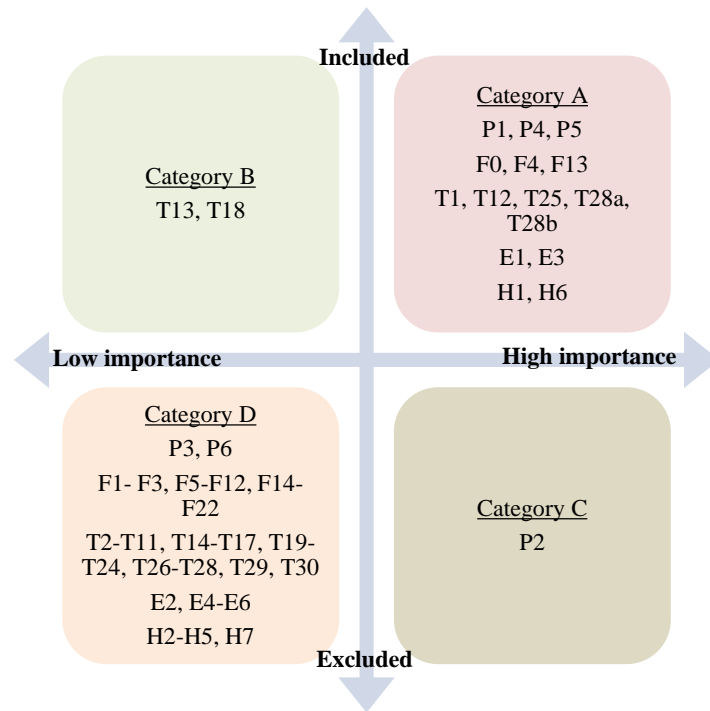 Included
Category B
T13, T18
Category A
P1, P4, P5
F0, F4, F13
T1, T12, T25, T28a,
T28b
E1, E3
H1, H6
Low importance
High importance
Category D
P3, P6
F1- F3, F5-F12, F14-
F22
T2-T11, T14-T17, T19-
T24, T26-T28, T29, T30
E2, E4-E6
H2-H5, H7
Category C
P2
Excluded